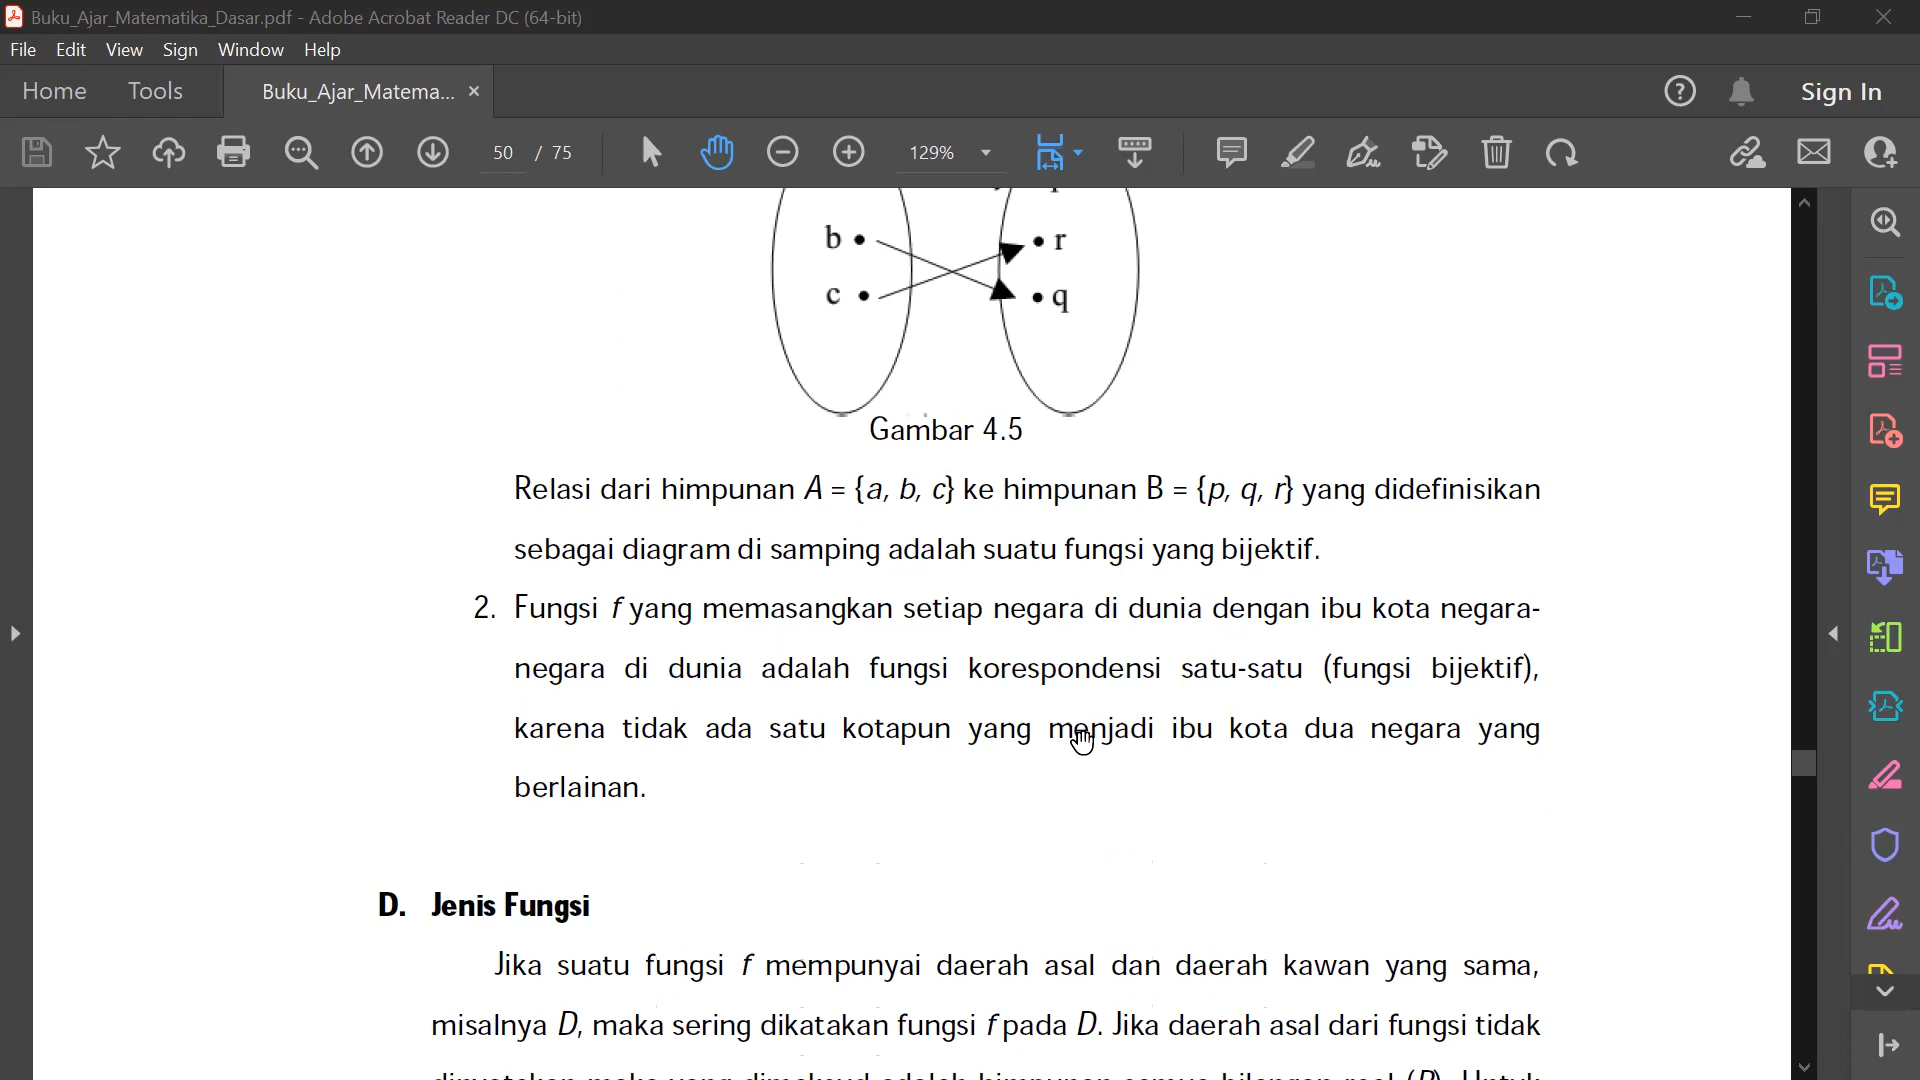 Buku_Ajar_Matematika_Dasar.pdf - Adobe Acrobat Reader DC (64-bit)
File Edit View Sign Window Help
Home Tools Buku_Ajar_Matema... × Sign In
50 / 75 129%
b • • r
c • • q
Gambar 4.5
Relasi dari himpunan A = {a, b, c} ke himpunan B = {p, q, r} yang didefinisikan
sebagai diagram di samping adalah suatu fungsi yang bijektif.
2. Fungsi f yang memasangkan setiap negara di dunia dengan ibu kota negara-
negara di dunia adalah fungsi korespondensi satu-satu (fungsi bijektif),
karena tidak ada satu kotapun yang menjadi ibu kota dua negara yang
berlainan.
D. Jenis Fungsi
Jika suatu fungsi f mempunyai daerah asal dan daerah kawan yang sama,
misalnya D, maka sering dikatakan fungsi f pada D. Jika daerah asal dari fungsi tidak